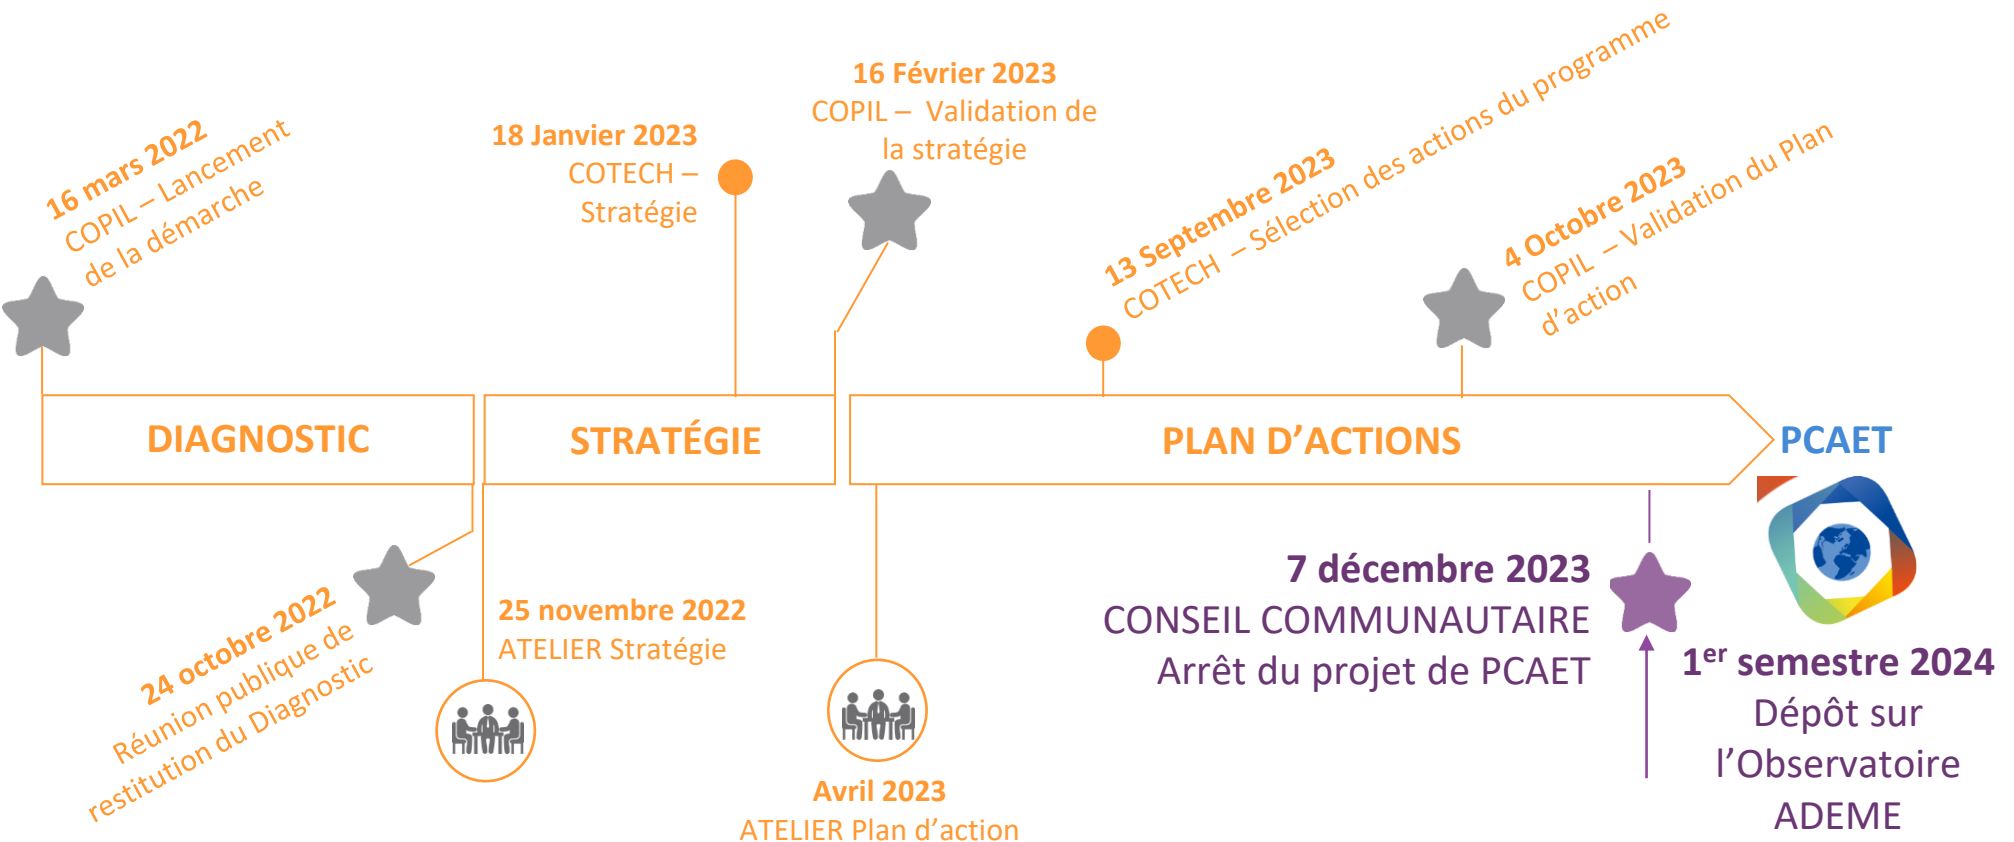 16 mars 2022
COPIL – Lancement
de la démarche
18 Janvier 2023
COTECH –
Stratégie
16 Février 2023
COPIL – Validation de
la stratégie
13 Septembre 2023
COTECH – Sélection des actions du programme
4 Octobre 2023
COPIL – Validation du Plan
d’action
DIAGNOSTIC
STRATÉGIE
PLAN D’ACTIONS
PCAET
24 octobre 2022
Réunion publique de
restitution du Diagnostic
25 novembre 2022
ATELIER Stratégie
Avril 2023
ATELIER Plan d’action
7 décembre 2023
CONSEIL COMMUNAUTAIRE
Arrêt du projet de PCAET
1er semestre 2024
Dépôt sur
l’Observatoire
ADEME